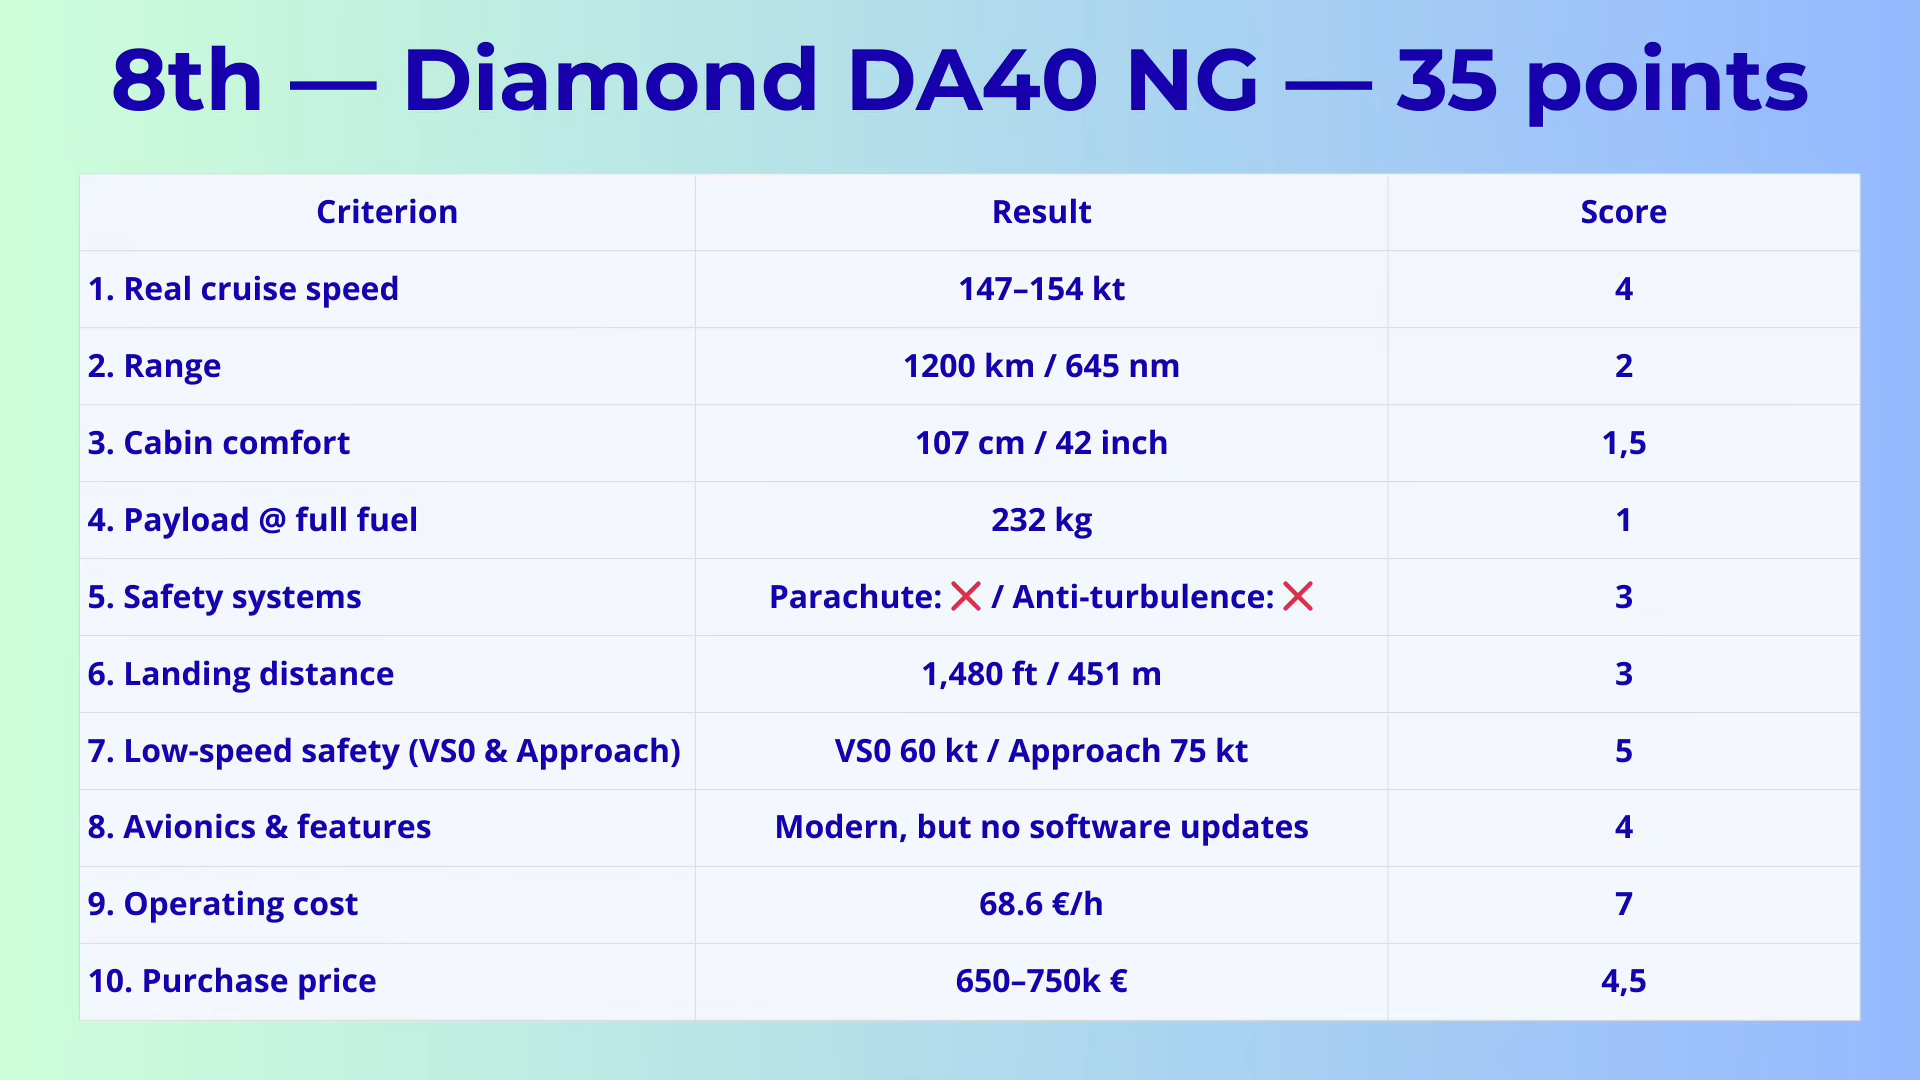 8th — Diamond DA40 NG — 35 points
Criterion Result Score
1. Real cruise speed 147–154 kt 4
2. Range 1200 km / 645 nm 2
3. Cabin comfort 107 cm / 42 inch 1,5
4. Payload @ full fuel 232 kg 1
5. Safety systems Parachute: ❌ / Anti-turbulence: ❌ 3
6. Landing distance 1,480 ft / 451 m 3
7. Low-speed safety (VS0 & Approach) VS0 60 kt / Approach 75 kt 5
8. Avionics & features Modern, but no software updates 4
9. Operating cost 68.6 €/h 7
10. Purchase price 650–750k € 4,5